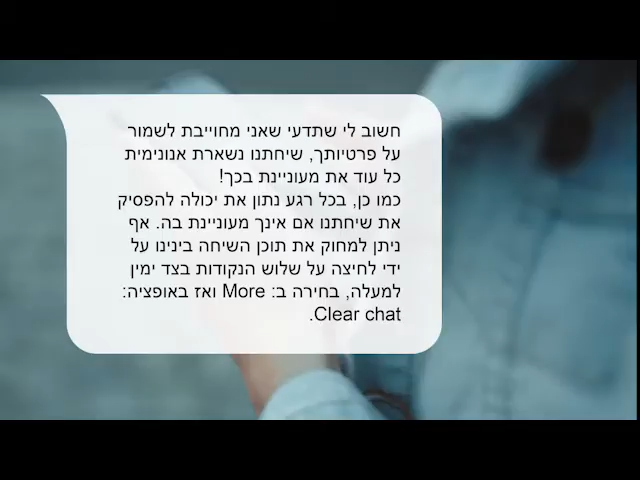 חשוב לי שתדעי שאני מחוייבת לשמור
על פרטיותך, שיחתנו נשארת אנונימית
כל עוד את מעוניינת בכך!
כמו כן, בכל רגע נתון את יכולה להפסיק
את שיחתנו אם אינך מעוניינת בה. אף
ניתן למחוק את תוכן השיחה בינינו על
ידי לחיצה על שלוש הנקודות בצד ימין
למעלה, בחירה ב: More ואז באופציה:
Clear chat.